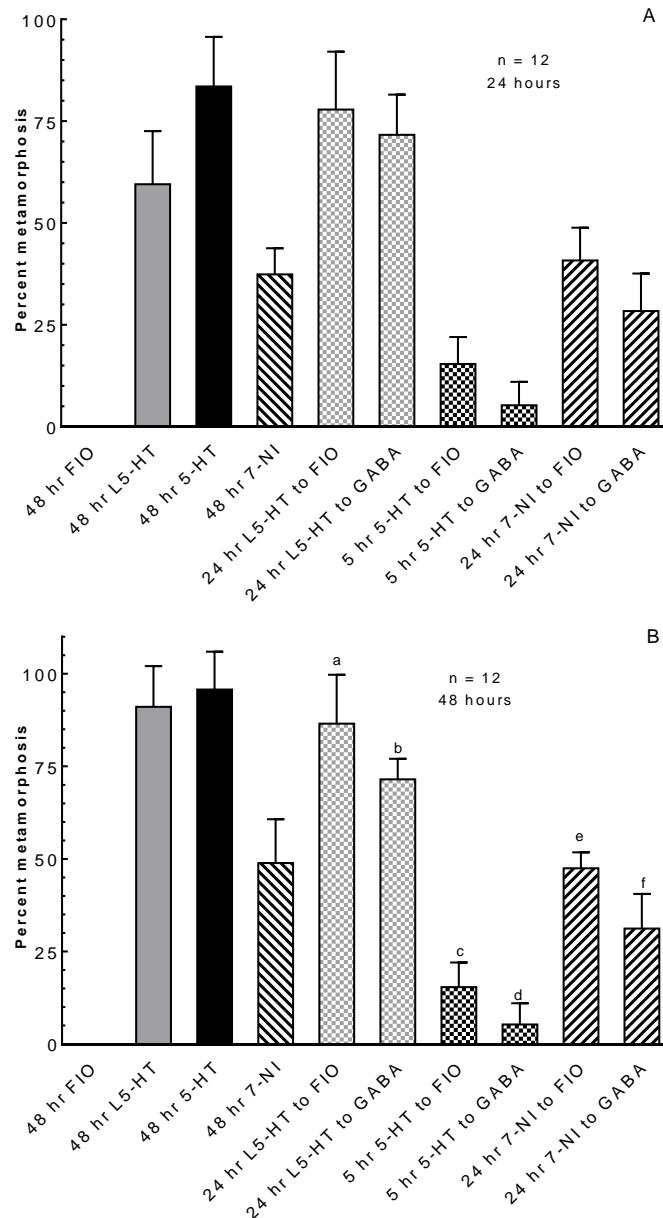 A
n = 12
24 hours
Percent metamorphosis
100
75
50
25
0
48 hr FIO
48 hr L5-HT
48 hr 5-HT
48 hr 7-NI
24 hr L5-HT to FIO
24 hr L5-HT to GABA
5 hr 5-HT to FIO
5 hr 5-HT to GABA
24 hr 7-NI to FIO
24 hr 7-NI to GABA
B
n = 12
48 hours
Percent metamorphosis
100
75
50
25
0
a
b
c
d
e
f
48 hr FIO
48 hr L5-HT
48 hr 5-HT
48 hr 7-NI
24 hr L5-HT to FIO
24 hr L5-HT to GABA
5 hr 5-HT to FIO
5 hr 5-HT to GABA
24 hr 7-NI to FIO
24 hr 7-NI to GABA